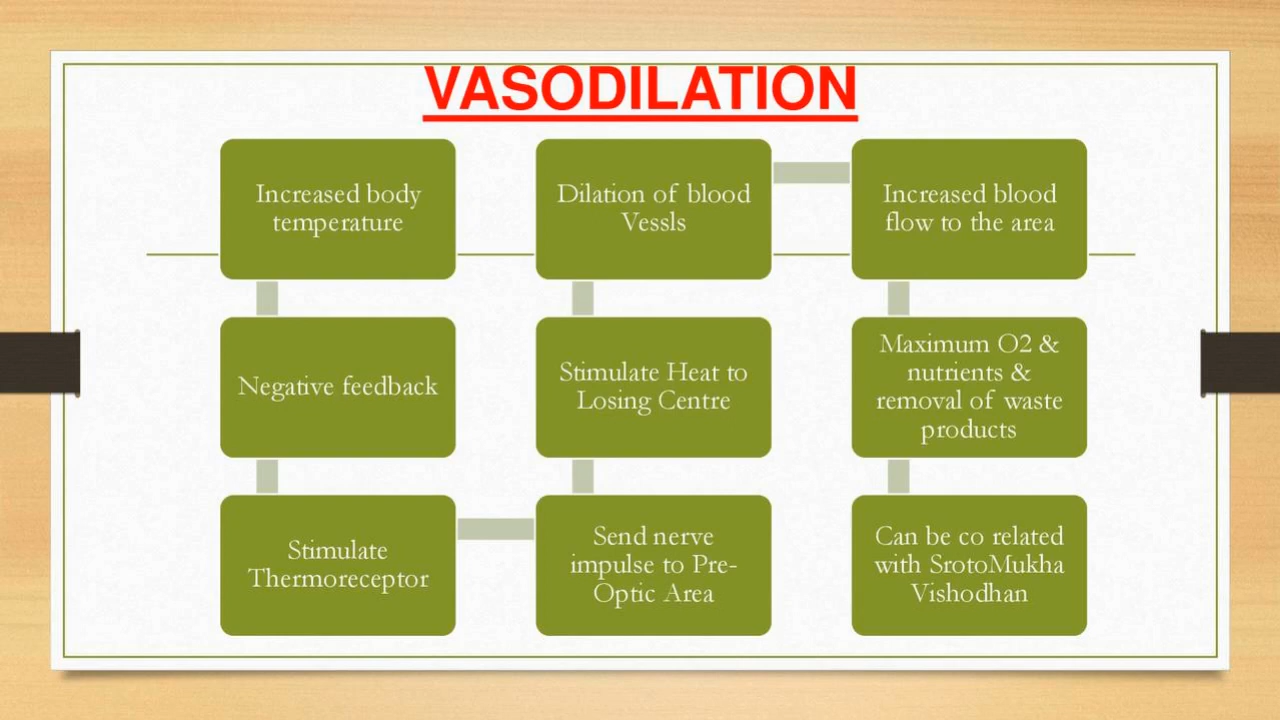 VASODILATION
Increased body
temperature
Negative feedback
Stimulate
Thermoreceptor
Send nerve
impulse to Pre-
Optic Area
Stimulate Heat to
Losing Centre
Dilation of blood
Vessls
Increased blood
flow to the area
Maximum O2 &
nutrients &
removal of waste
products
Can be co related
with SrotoMukha
Vishodhan